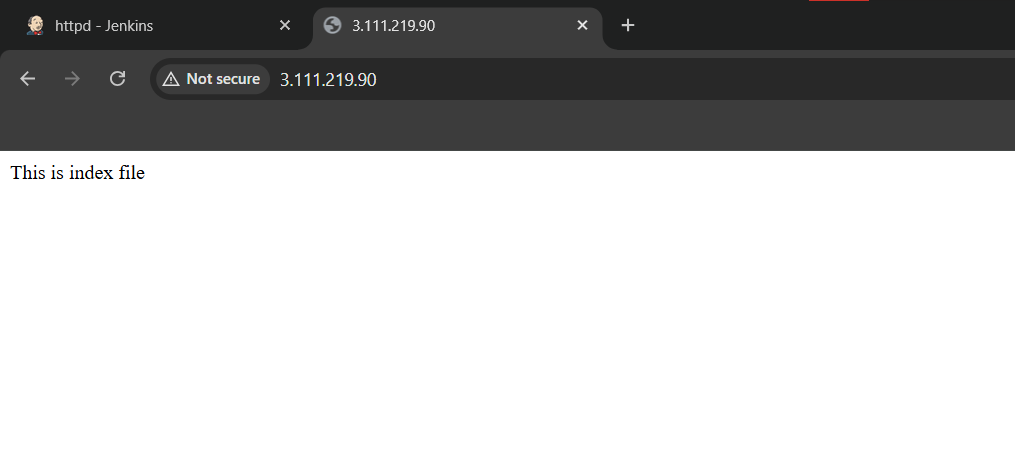 httpd - Jenkins
3.111.219.90
Not secure
3.111.219.90
This is index file